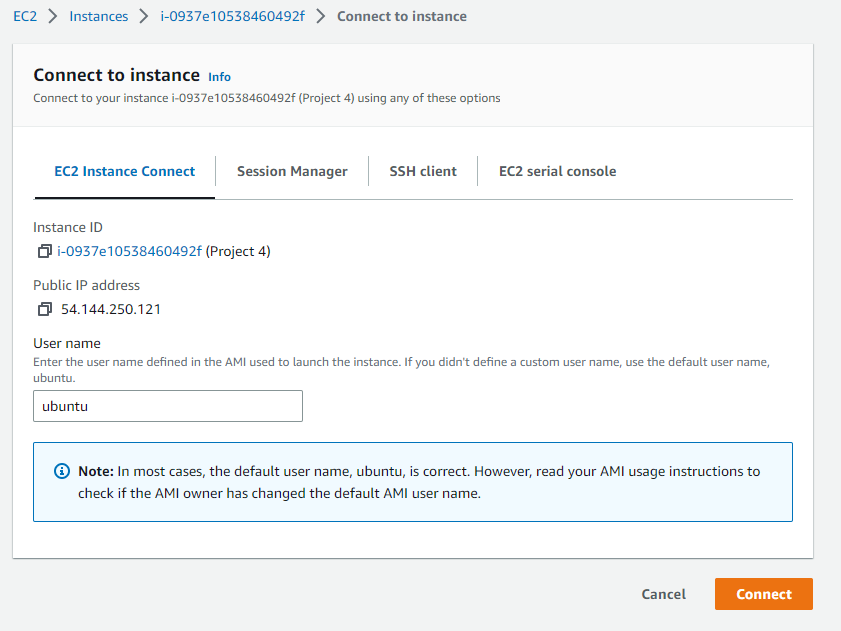 EC2 > Instances > i-0937e10538460492f > Connect to instance
Connect to instance Info
Connect to your instance i-0937e10538460492f (Project 4) using any of these options
EC2 Instance Connect Session Manager SSH client EC2 serial console
Instance ID
i-0937e10538460492f (Project 4)
Public IP address
54.144.250.121
User name
Enter the user name defined in the AMI used to launch the instance. If you didn't define a custom user name, use the default user name,
ubuntu.
ubuntu
Note: In most cases, the default user name, ubuntu, is correct. However, read your AMI usage instructions to
check if the AMI owner has changed the default AMI user name.
Cancel Connect